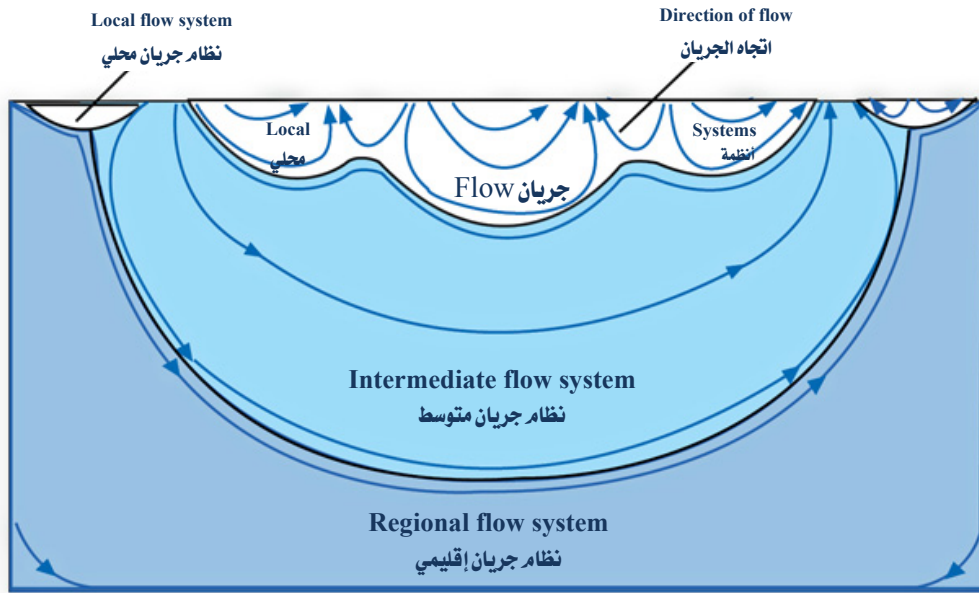 Local flow system
نظام جريان محلي
Direction of flow
اتجاه الجريان
Local
محلي
Systems
أنظمة
Flow جريان
Intermediate flow system
نظام جريان متوسط
Regional flow system
نظام جريان إقليمي